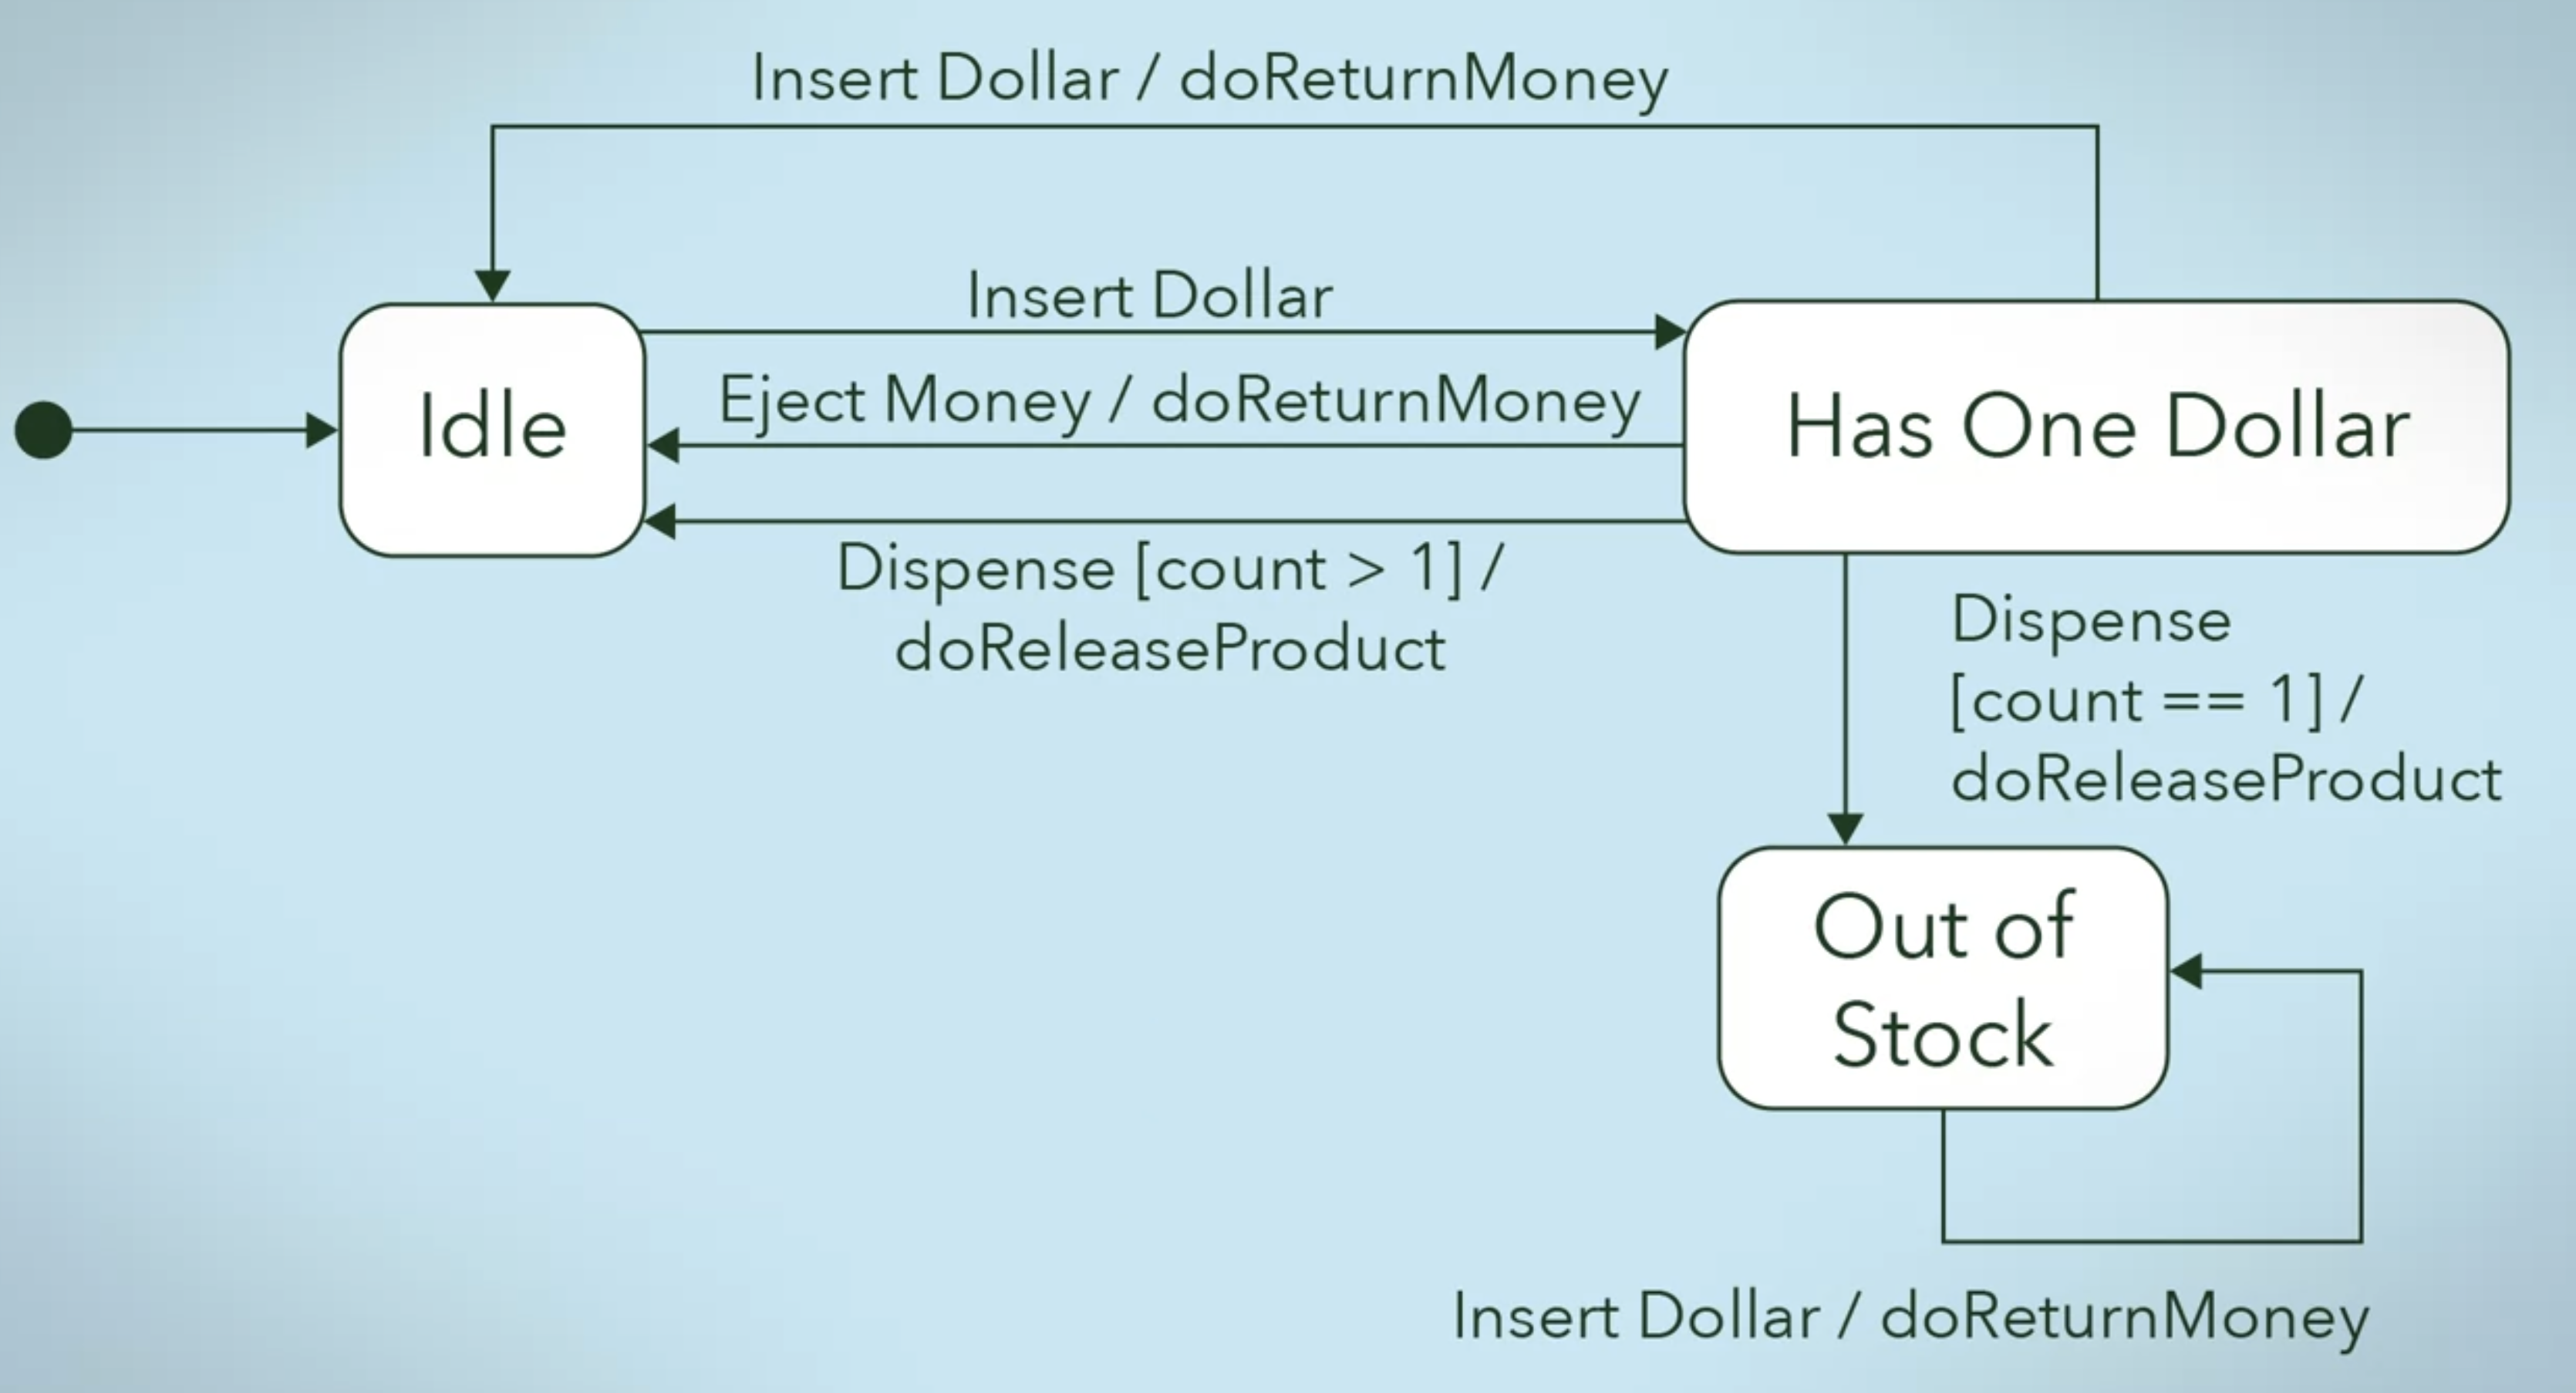 Insert Dollar / doReturnMoney
Insert Dollar
Eject Money / doReturnMoney
Idle
Has One Dollar
Dispense [count > 1] /
doReleaseProduct
Dispense
[count == 1] /
doReleaseProduct
Out of
Stock
Insert Dollar / doReturnMoney